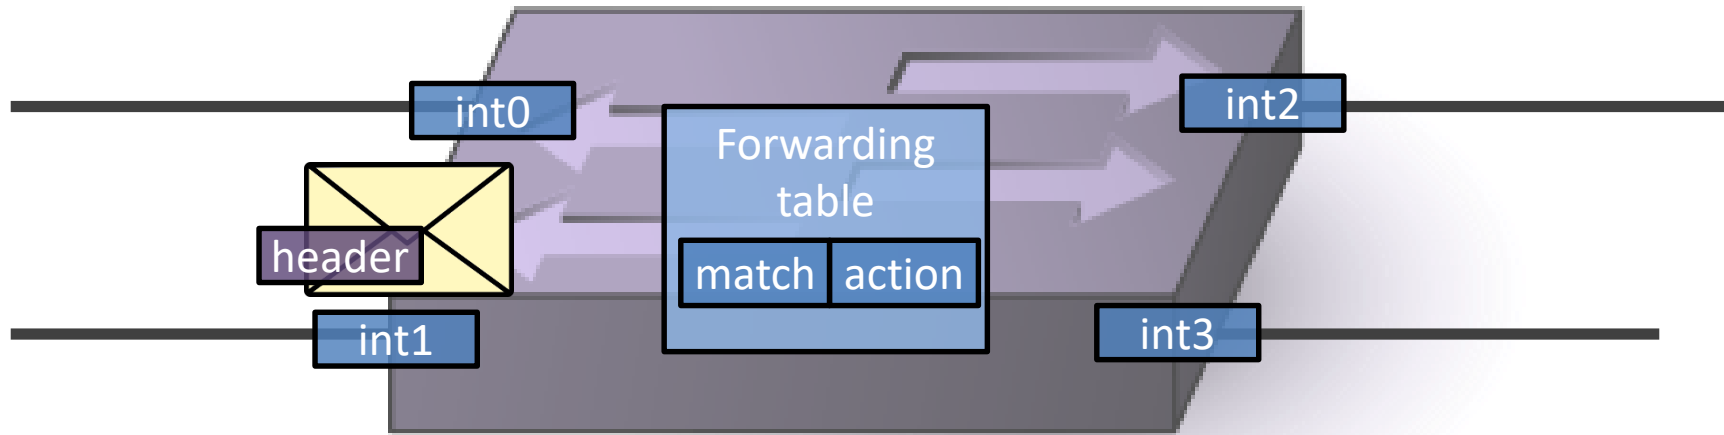 int0
int2
Forwarding
table
header
match action
int1
int3